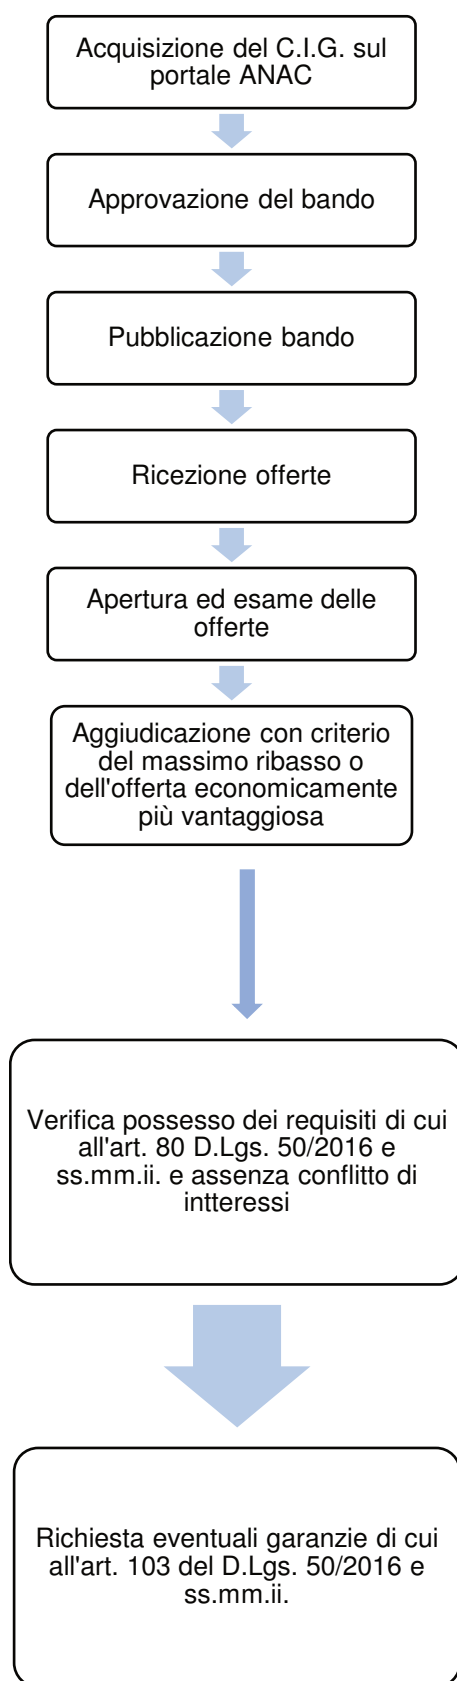 Acquisizione del C.I.G. sul
portale ANAC
Approvazione del bando
Pubblicazione bando
Ricezione offerte
Apertura ed esame delle
offerte
Aggiudicazione con criterio
del massimo ribasso o
dell'offerta economicamente
più vantaggiosa
Verifica possesso dei requisiti di cui
all'art. 80 D.Lgs. 50/2016 e
ss.mm.ii. e assenza conflitto di
intteressi
Richiesta eventuali garanzie di cui
all'art. 103 del D.Lgs. 50/2016 e
ss.mm.ii.